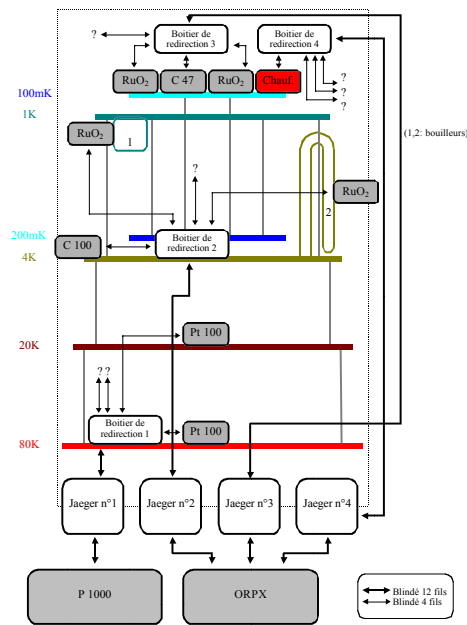 Boitier de
redirection 3
Boitier de
redirection 4
?
RuO2
C 47
RuO2
Chauf.
?
?
?
100mK
1K
RuO2
1
(1,2: bouilleurs)
?
RuO2
2
200mK
4K
C 100
Boitier de
redirection 2
Pt 100
20K
? ?
Boitier de
redirection 1
Pt 100
80K
Jaeger n°1
Jaeger n°2
Jaeger n°3
Jaeger n°4
P 1000
ORPX
Blindé 12 fils
Blindé 4 fils